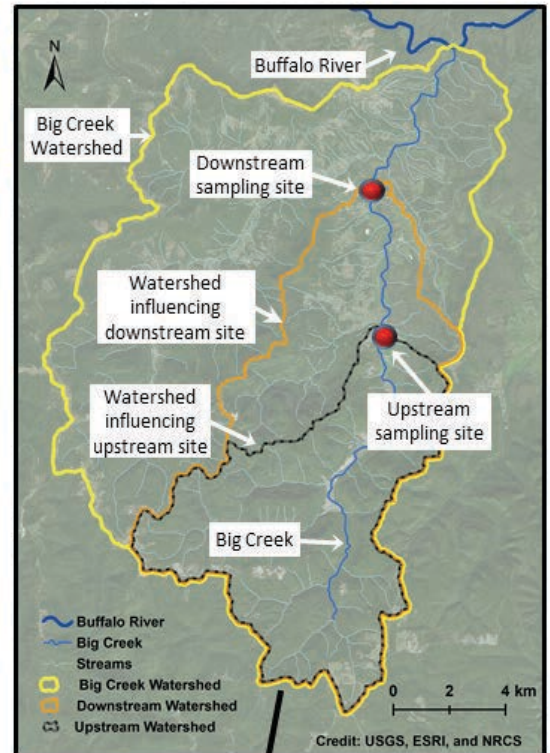 N
Buffalo River
Big Creek
Watershed
Downstream
sampling site
Watershed
influencing
downstream site
Watershed
influencing
upstream site
Upstream
sampling site
Big Creek
Buffalo River
Big Creek
Streams
Big Creek Watershed
Downstream Watershed
Upstream Watershed
0 2 4 km
Credit: USGS, ESRI, and NRCS